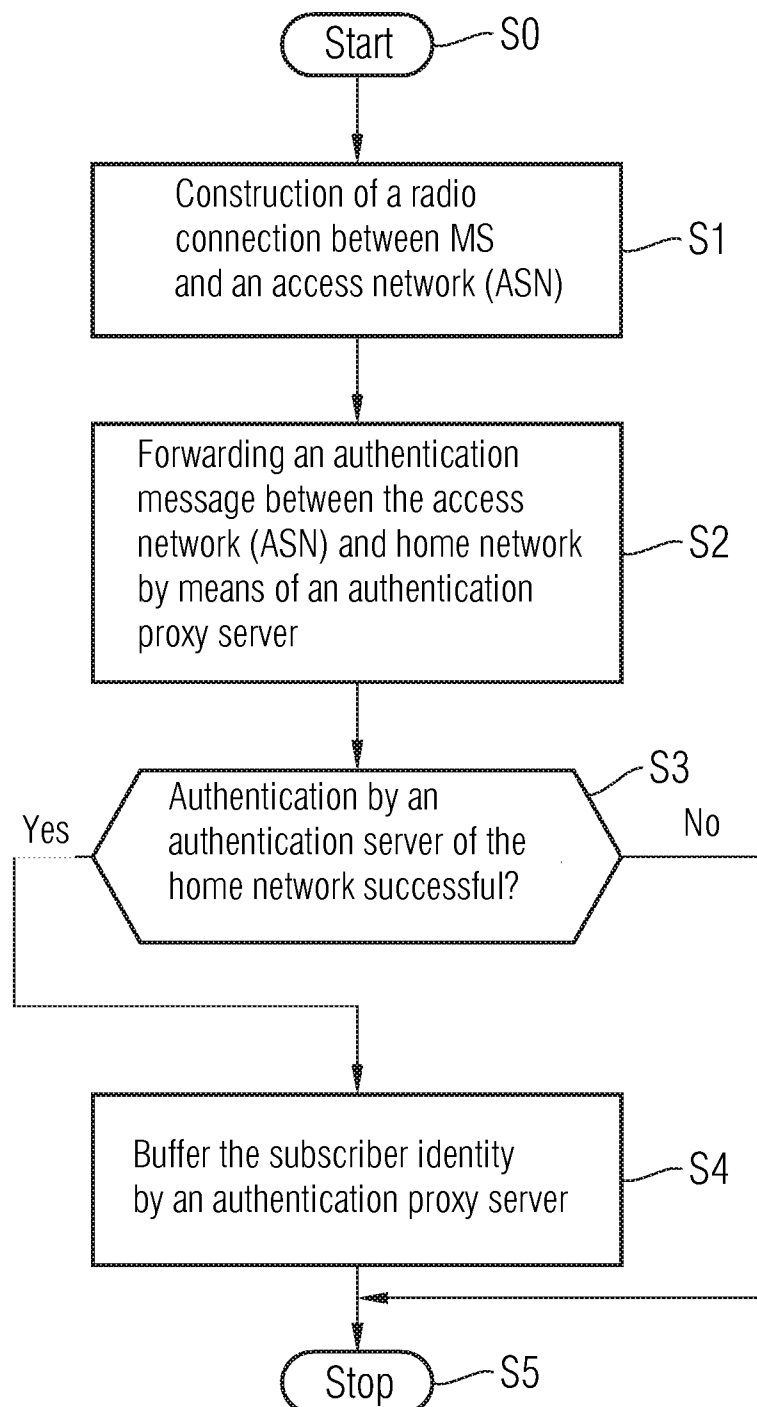 Start
S0
Construction of a radio
connection between MS
and an access network (ASN)
S1
Forwarding an authentication
message between the access
network (ASN) and home network
by means of an authentication
proxy server
S2
S3
Authentication by an
authentication server of the
home network successful?
Yes
No
Buffer the subscriber identity
by an authentication proxy server
S4
Stop
S5